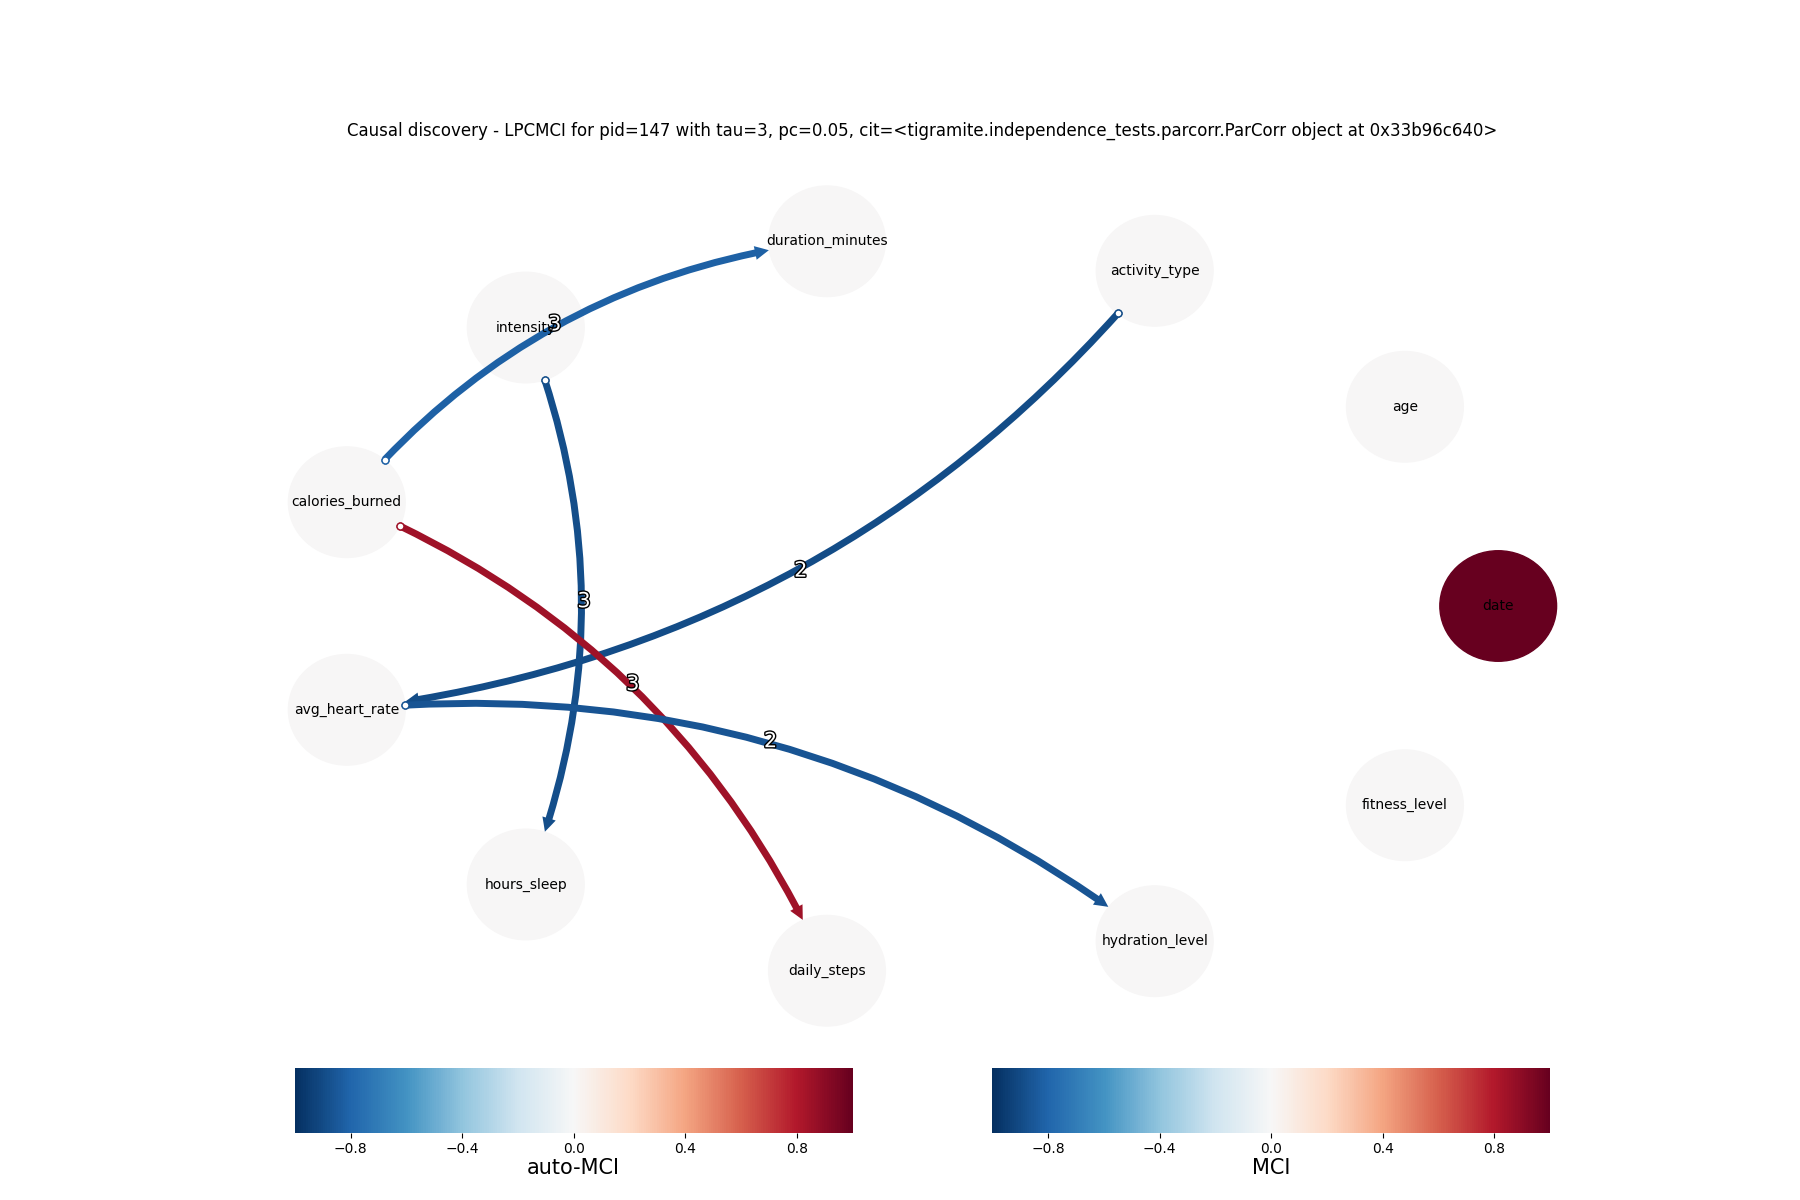 Causal discovery - LPCMCI for pid=147 with tau=3, pc=0.05, cit=<tigramite.independence_tests.parcorr.ParCorr object at 0x33b96c640>
duration_minutes
activity_type
intensity
3
age
calories_burned
2
3
date
3
avg_heart_rate
2
fitness_level
hours_sleep
hydration_level
daily_steps
−0.8 −0.4 0.0 0.4 0.8
auto-MCI
−0.8 −0.4 0.0 0.4 0.8
MCI